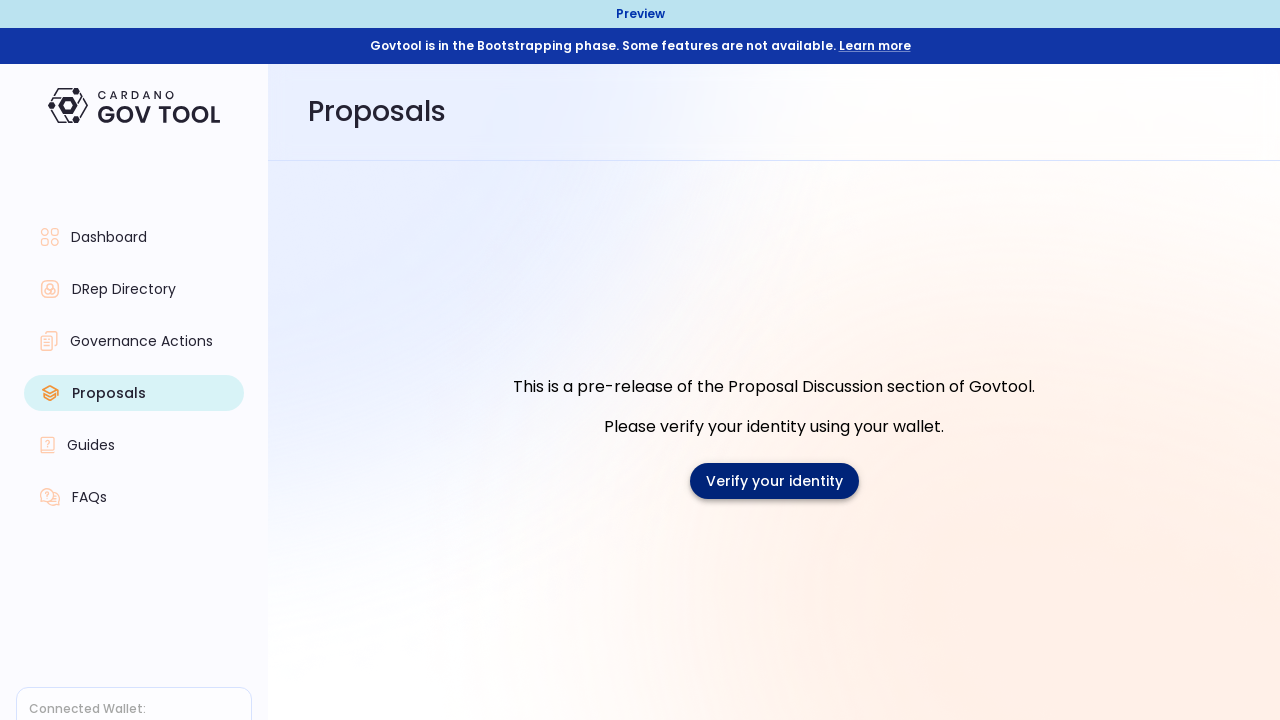 Preview
Govtool is in the Bootstrapping phase. Some features are not available. Learn more
CARDANO
GOV TOOL
Proposals
Dashboard
DRep Directory
Governance Actions
Proposals
Guides
FAQs
This is a pre-release of the Proposal Discussion section of Govtool.
Please verify your identity using your wallet.
Verify your identity
Connected Wallet: